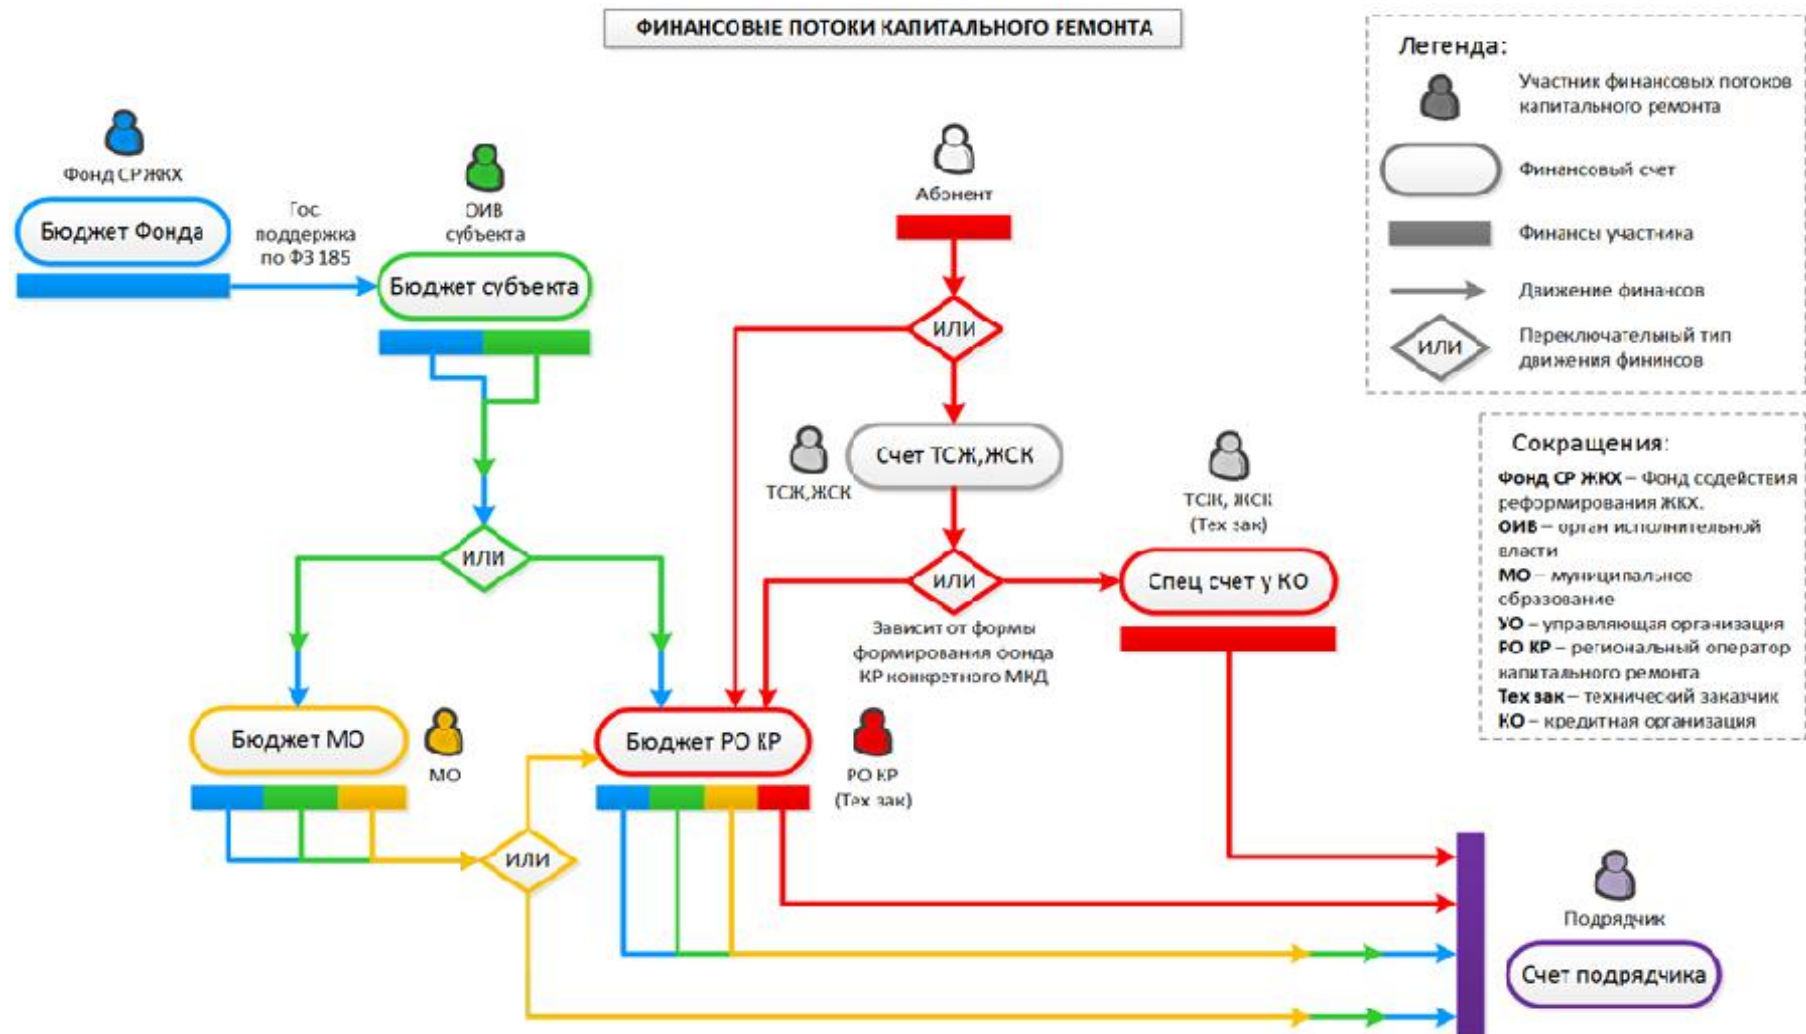 ФИНАНСОВЫЕ ПОТОКИ КАПИТАЛЬНОГО РЕМОНТА
Легенда:
Участник финансовых потоков
капитального ремонта
Финансовый счет
Финансы участника
Движение финансов
ИЛИ
Переключательный тип
движения фининсов
Фонд СР ЖКХ
Бюджет Фонда
Гос.
поддержка
по ФЗ 185
ОИВ
субъекта
Бюджет субъекта
Абонент
ИЛИ
ТСЖ,ЖСК
Счет ТСЖ,ЖСК
ТСЖ, ЖСК
(Тех зак)
ИЛИ
ИЛИ
Спец счет у КО
Зависит от формы
формирования фонда
КР конкретного МКД
Бюджет МО
МО
Бюджет РО КР
РО КР
(Тех зак)
ИЛИ
Подрядчик
Счет подрядчика
Сокращения:
Фонд СР ЖКХ – Фонд содействия
реформирования ЖКХ.
ОИВ – орган исполнительной
власти
МО – муниципальное
образование
УО – управляющая организация
РО КР – региональный оператор
капитального ремонта
Тех зак – технический заказчик
КО – кредитная организация